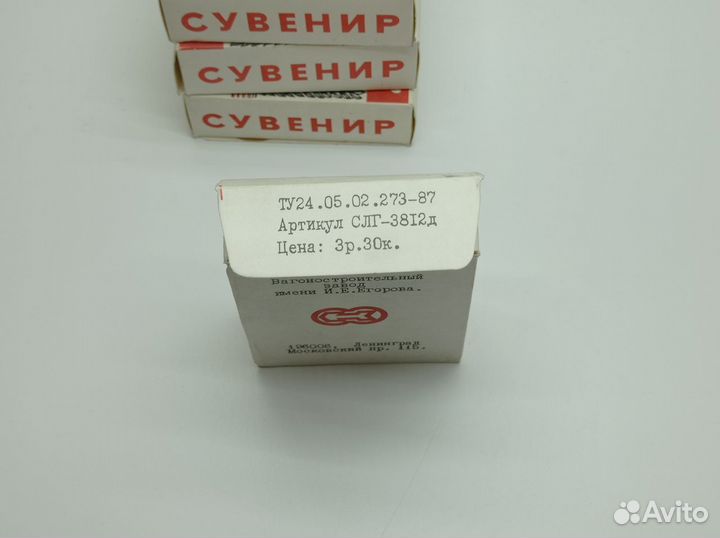 СУВЕНИР
СУВЕНИР
СУВЕНИР
ТУ24.05.02.273-87
Артикул СЛГ-38I2д
Цена: 3р.30к.
Вагоностроительный
завод
имени И.Е.Егорова.
196006, Ленинград
Московский пр. 115.
Avito